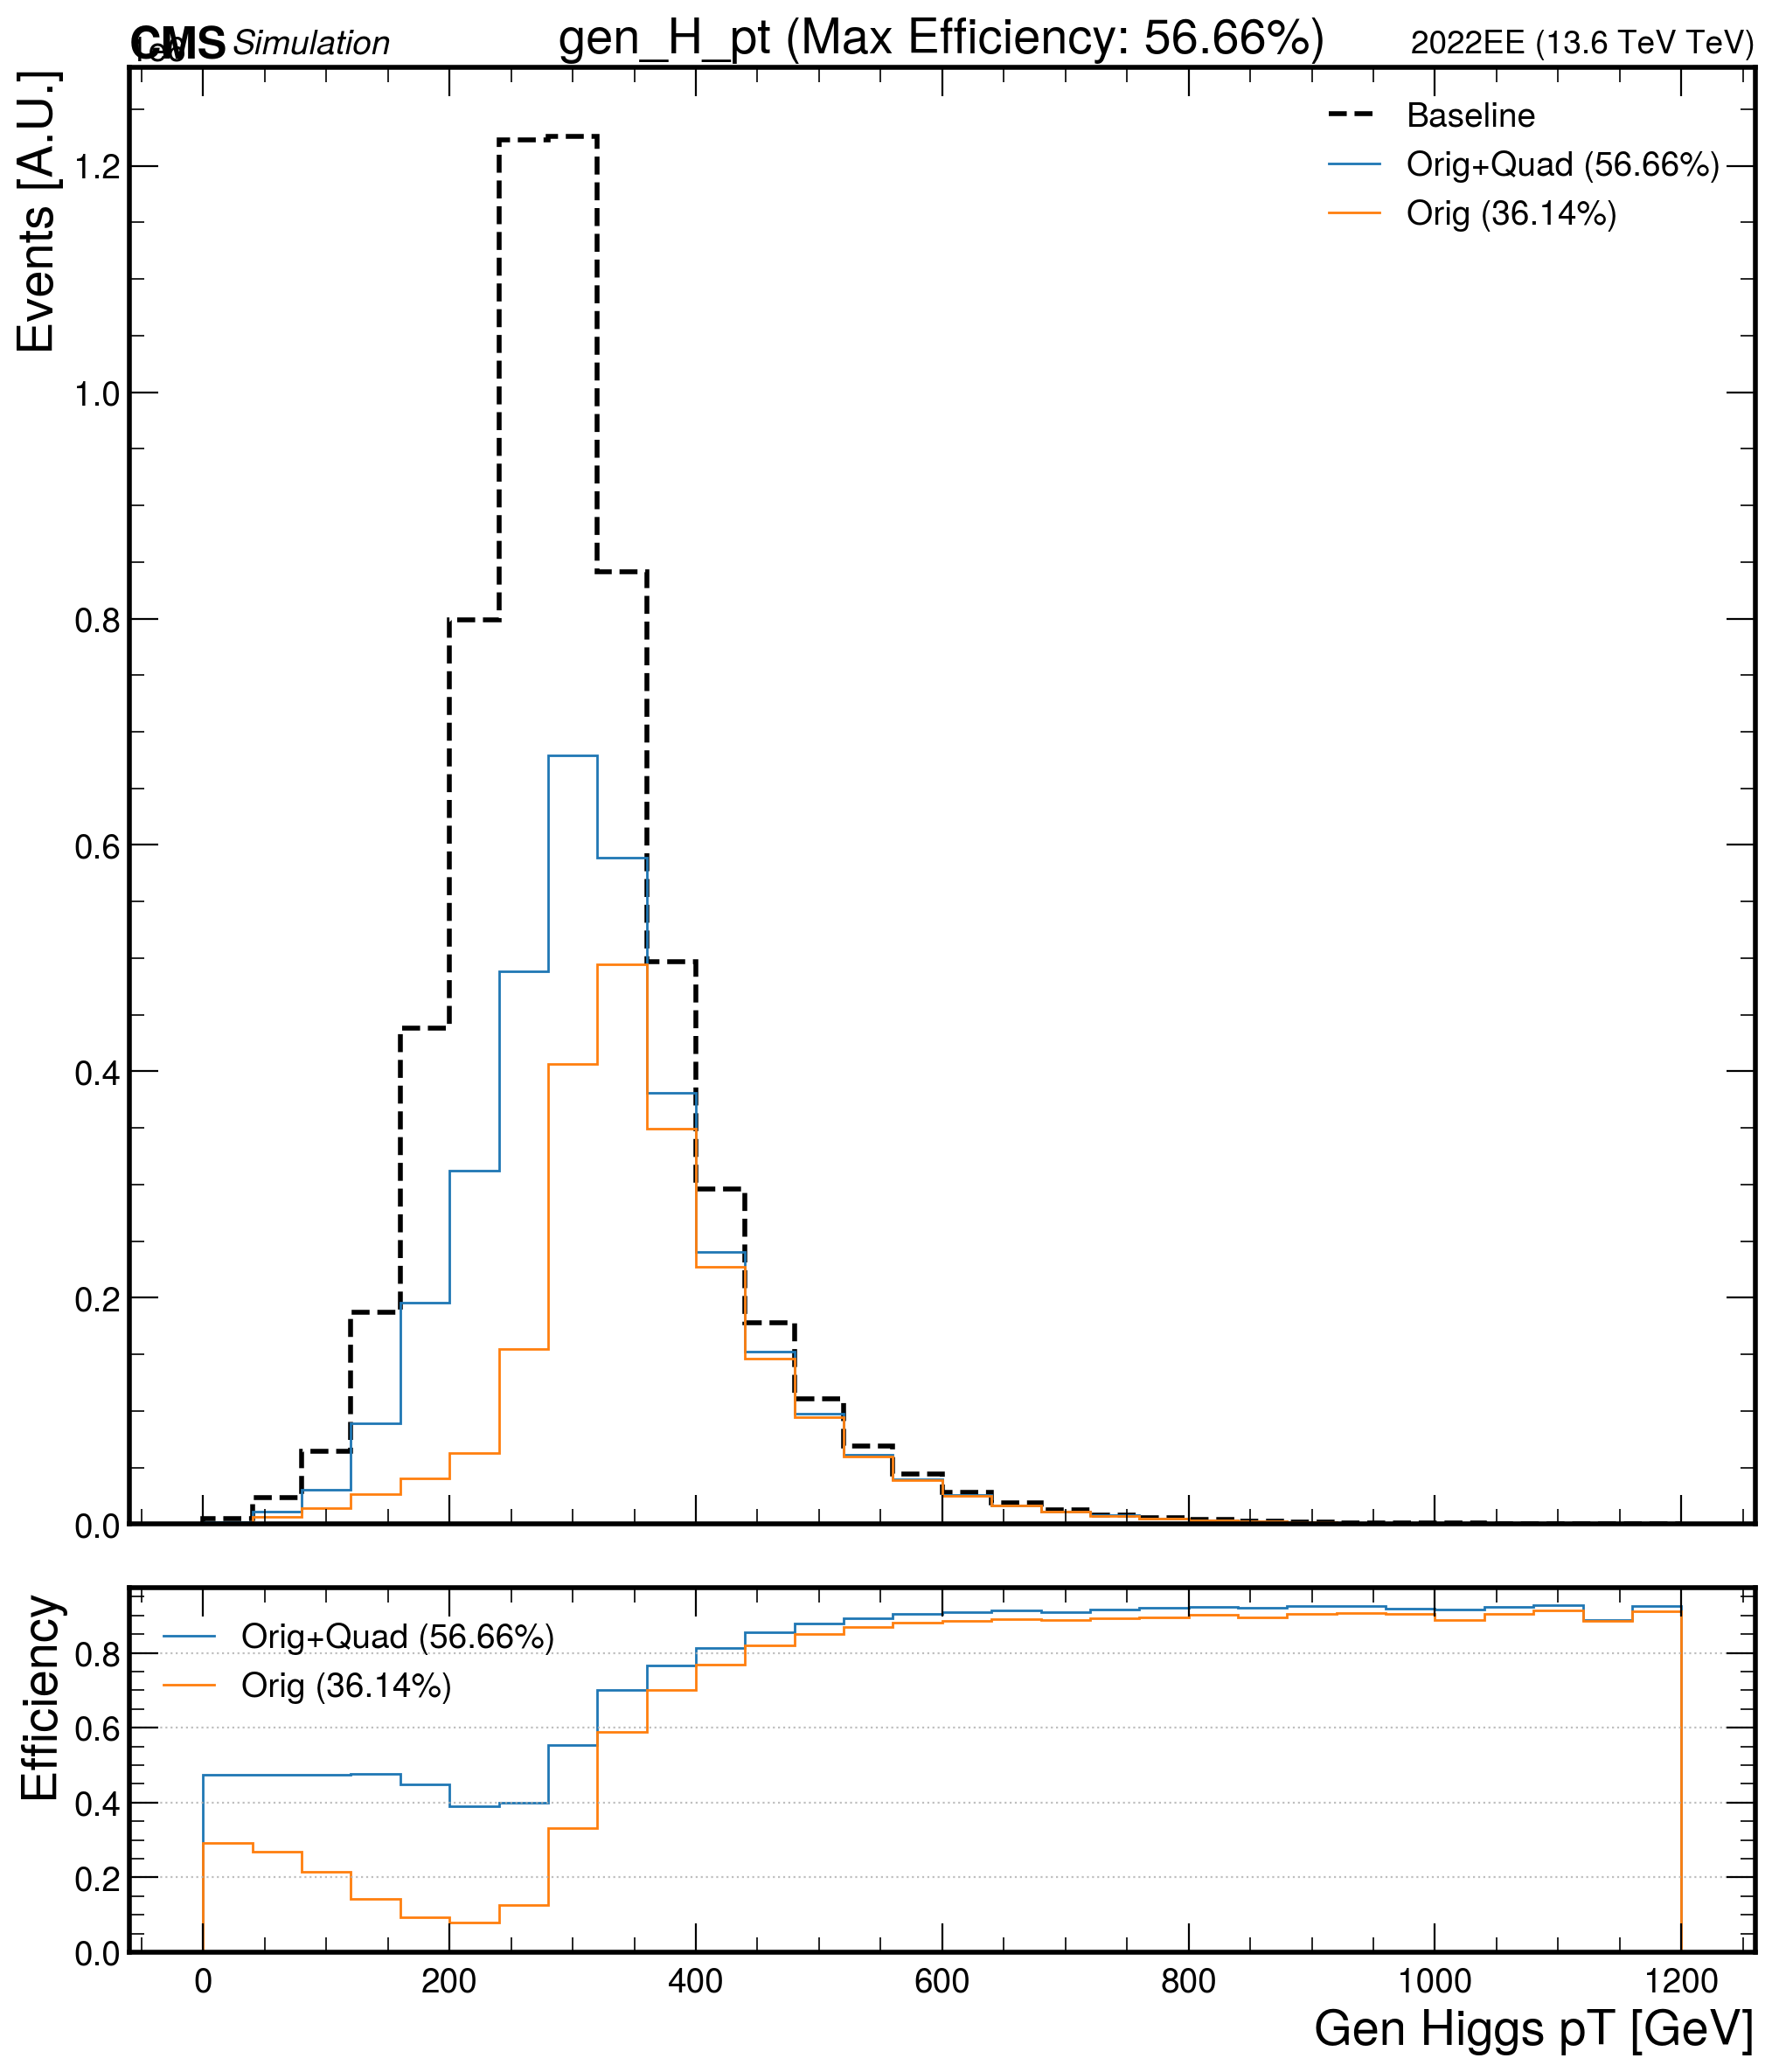 CMS Simulation
gen_H_pt (Max Efficiency: 56.66%)
2022EE (13.6 TeV TeV)
Events [A.U.]
1.2
1.0
0.8
0.6
0.4
0.2
0.0
Baseline
Orig+Quad (56.66%)
Orig (36.14%)
Efficiency
0.8
0.6
0.4
0.2
0.0
Orig+Quad (56.66%)
Orig (36.14%)
0 200 400 600 800 1000 1200
Gen Higgs pT [GeV]